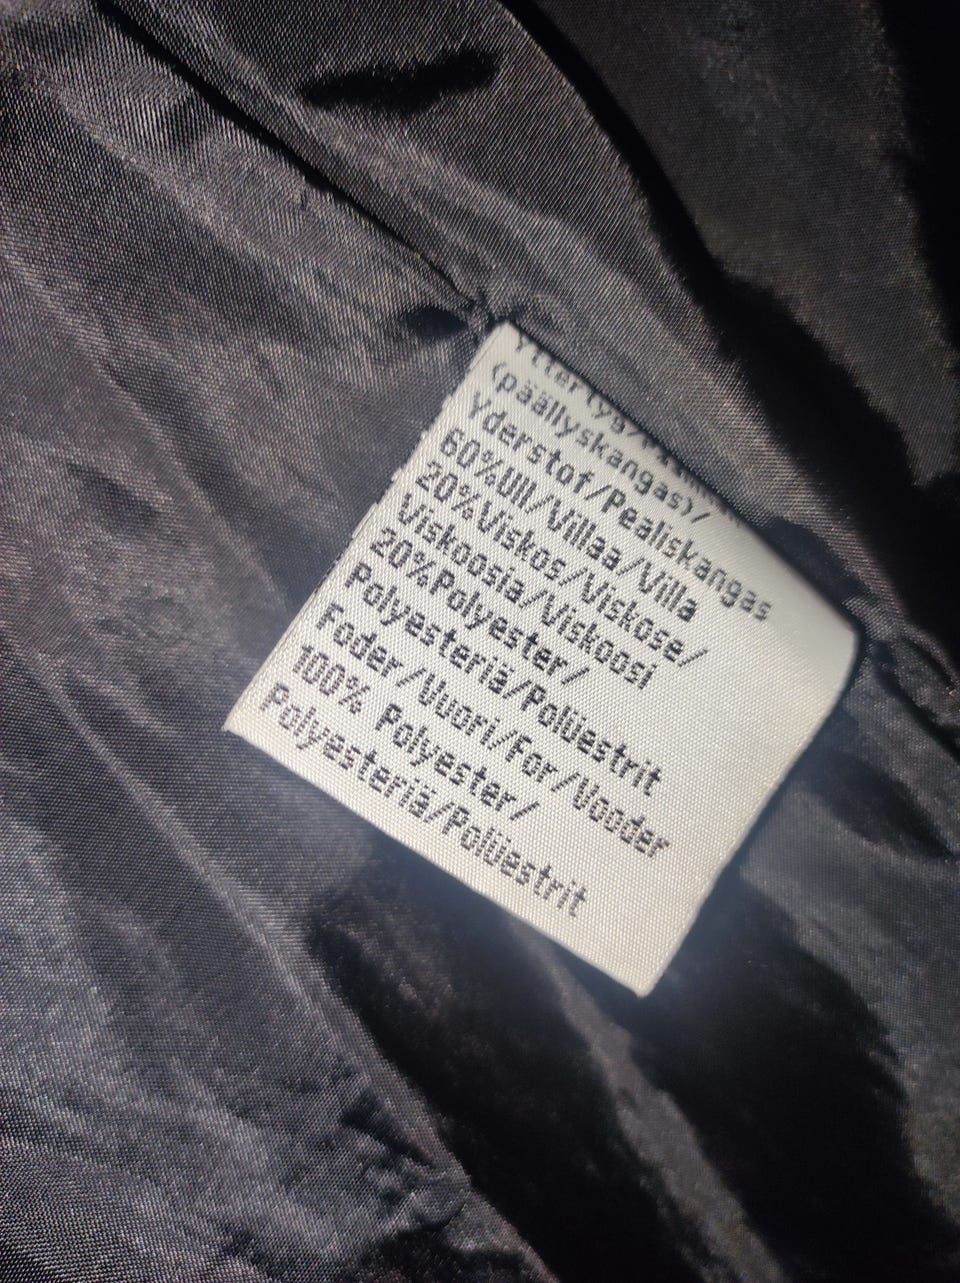 Yttertyg/
(päällyskangas)/
Yderstof/Pealiskangas
60%Ull/Villaa/Villa
20%Viskos/Viskose/
Viskoosia/Viskoosi
20%Polyester/
Polyesteriä/Polüestrit
Foder/Vuori/For/Vooder
100% Polyester/
Polyesteriä/Polüestrit